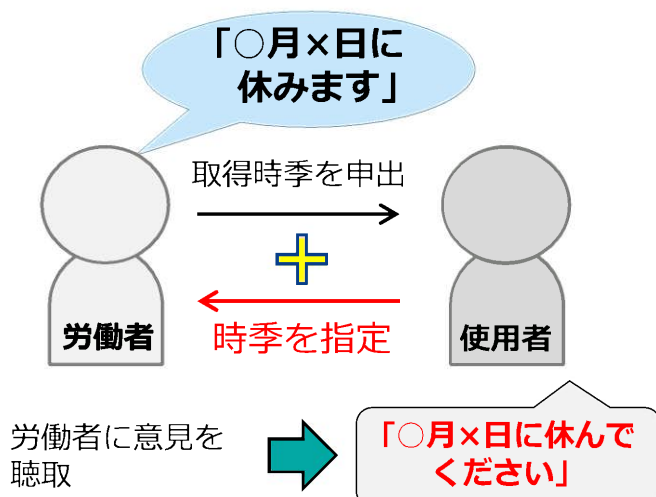 「○月×日に
休みます」
取得時季を申出
時季を指定
労働者
使用者
労働者に意見を
聴取
「○月×日に休んで
ください」